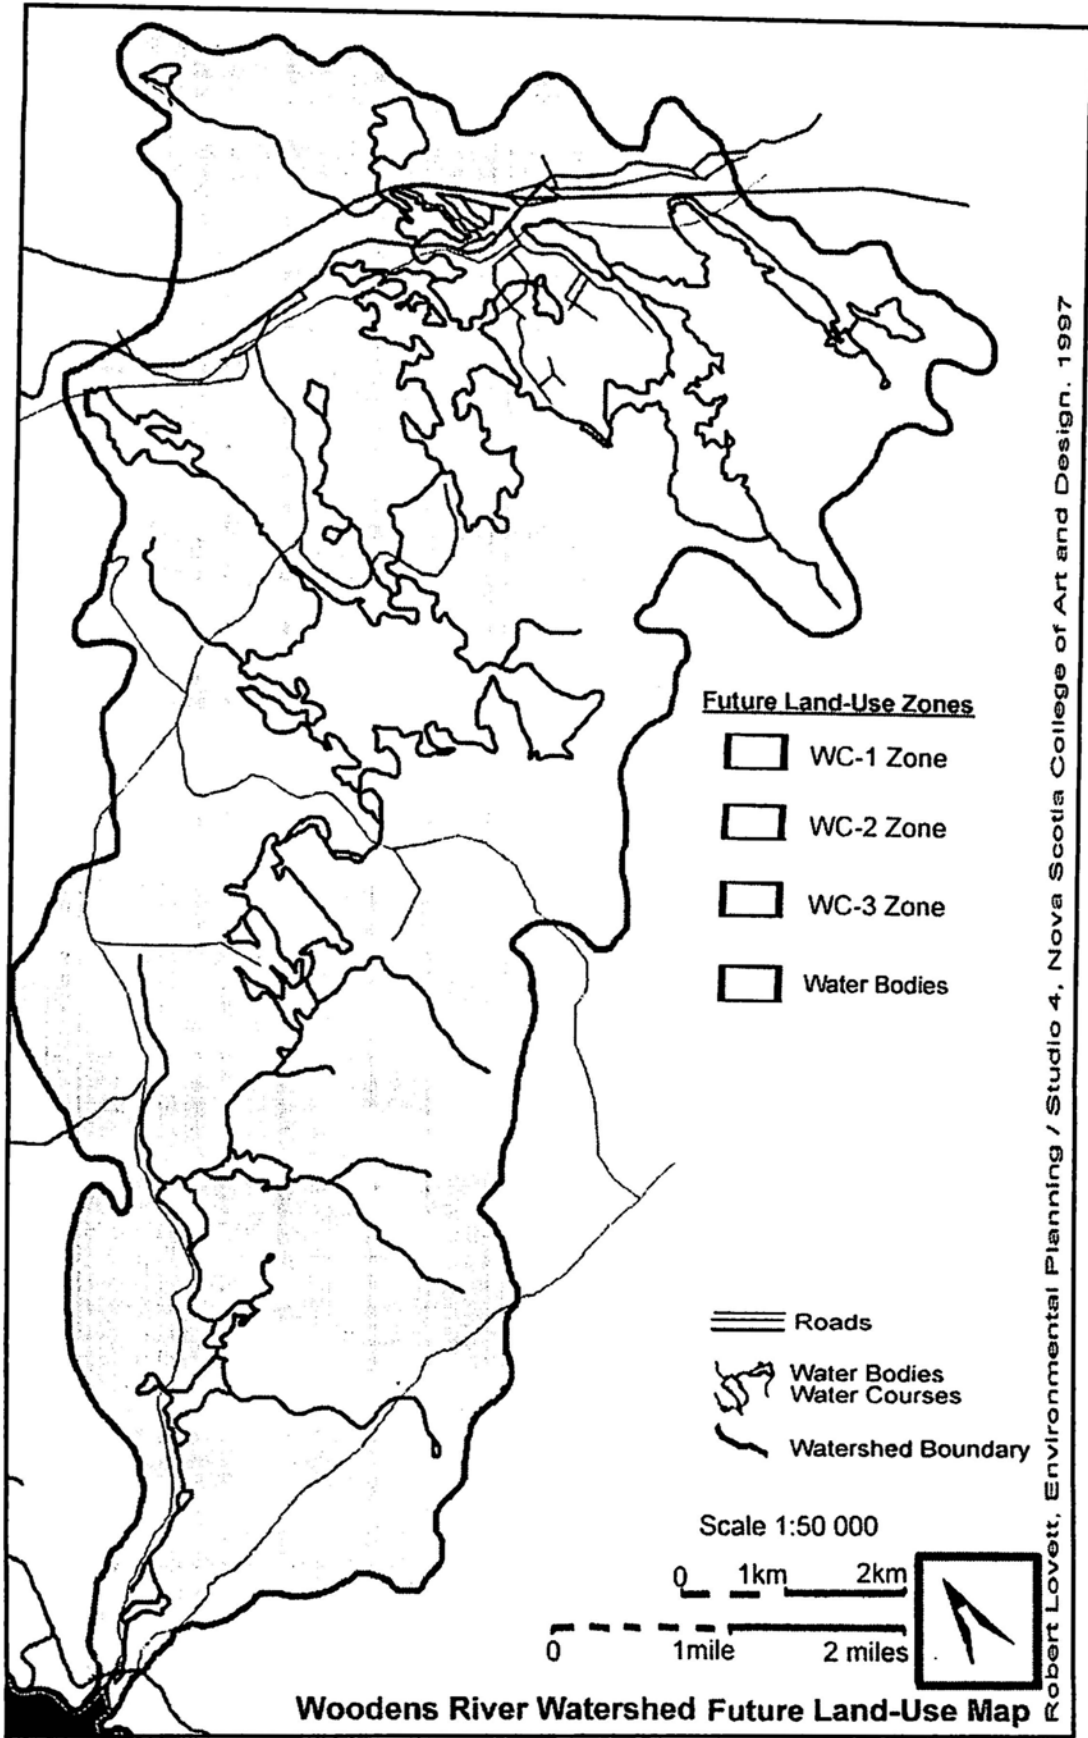 Future Land-Use Zones
WC-1 Zone
WC-2 Zone
WC-3 Zone
Water Bodies
Roads
Water Bodies
Water Courses
Watershed Boundary
Scale 1:50 000
0 1km 2km
0 1mile 2 miles
Woodens River Watershed Future Land-Use Map
Robert Lovett, Environmental Planning / Studio 4, Nova Scotia College of Art and Design. 1997